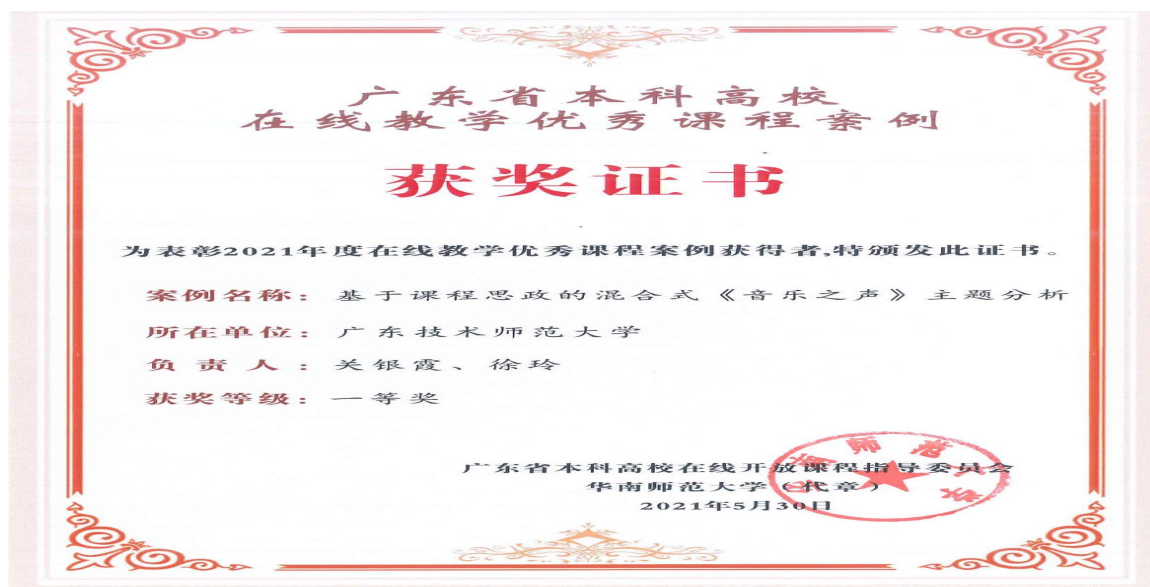 广东省本科高校
在线教学优秀课程案例
获奖证书
为表彰2021年度在线教学优秀课程案例获得者,特颁发此证书。
案例名称：基于课程思政的混合式《音乐之声》主题分析
所在单位：广东技术师范大学
负责人：关银霞、徐玲
获奖等级：一等奖
广东省本科高校在线开放课程指导委员会
华南师范大学（代章）
2021年5月30日